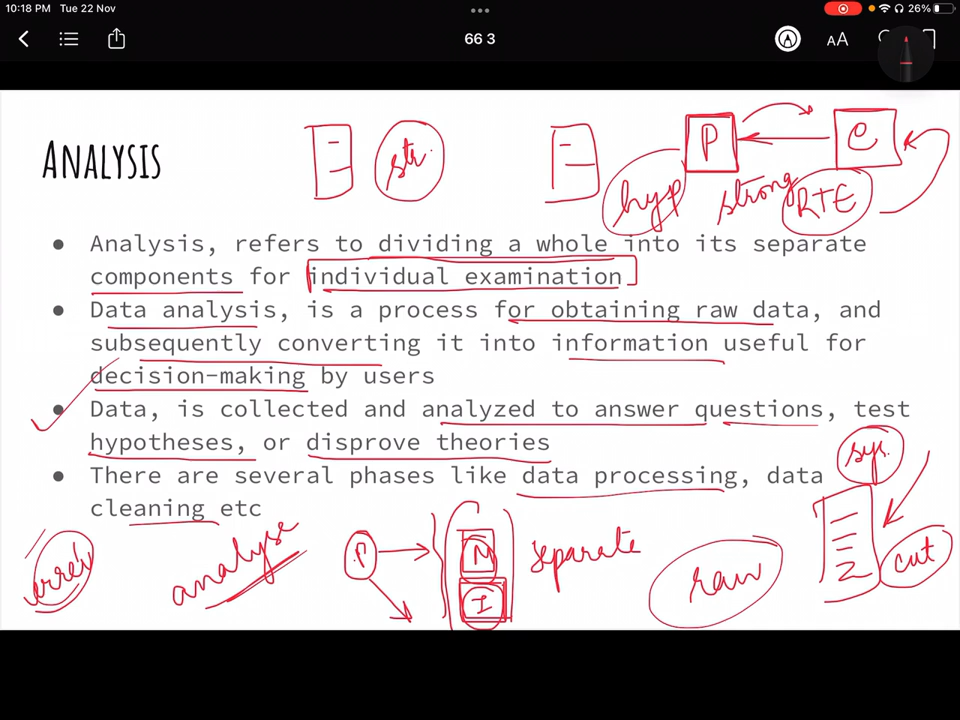 10:18 PM Tue 22 Nov
26%
66 3
AA
ANALYSIS
str.
P
C
hyp
strong
RTE
● Analysis, refers to dividing a whole into its separate
components for individual examination
● Data analysis, is a process for obtaining raw data, and
subsequently converting it into information useful for
decision-making by users
● Data, is collected and analyzed to answer questions, test
hypotheses, or disprove theories
● There are several phases like data processing, data
cleaning etc
analyse
P
N
I
separate
raw
cut